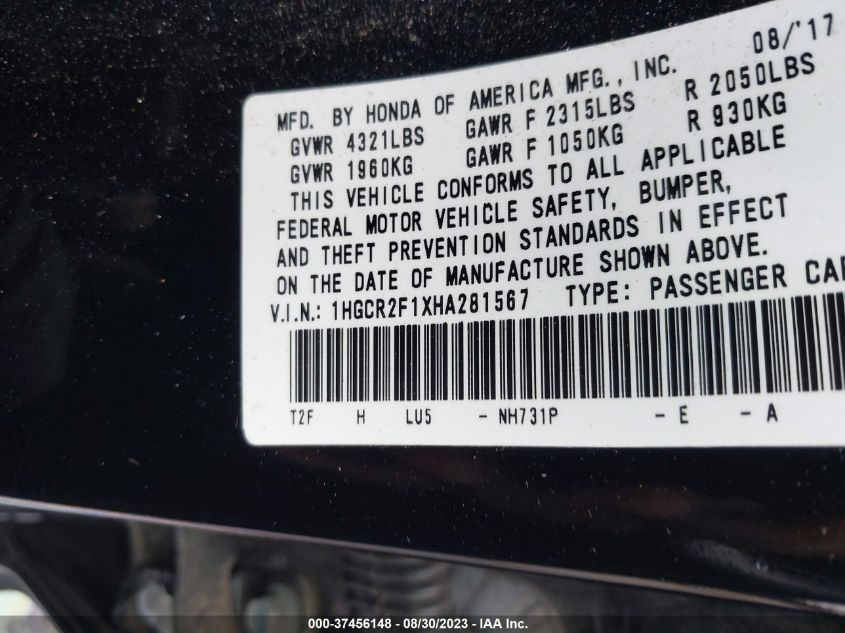 08/'17
MFD. BY HONDA OF AMERICA MFG., INC.
GVWR 4321LBS GAWR F 2315LBS R 2050LBS
GVWR 1960KG GAWR F 1050KG R 930KG
THIS VEHICLE CONFORMS TO ALL APPLICABLE
FEDERAL MOTOR VEHICLE SAFETY, BUMPER,
AND THEFT PREVENTION STANDARDS IN EFFECT
ON THE DATE OF MANUFACTURE SHOWN ABOVE.
V.I.N.: 1HGCR2F1XHA281567 TYPE: PASSENGER CAR
T2F H LU5 - NH731P - E - A
000-37456148 - 08/30/2023 - IAA Inc.